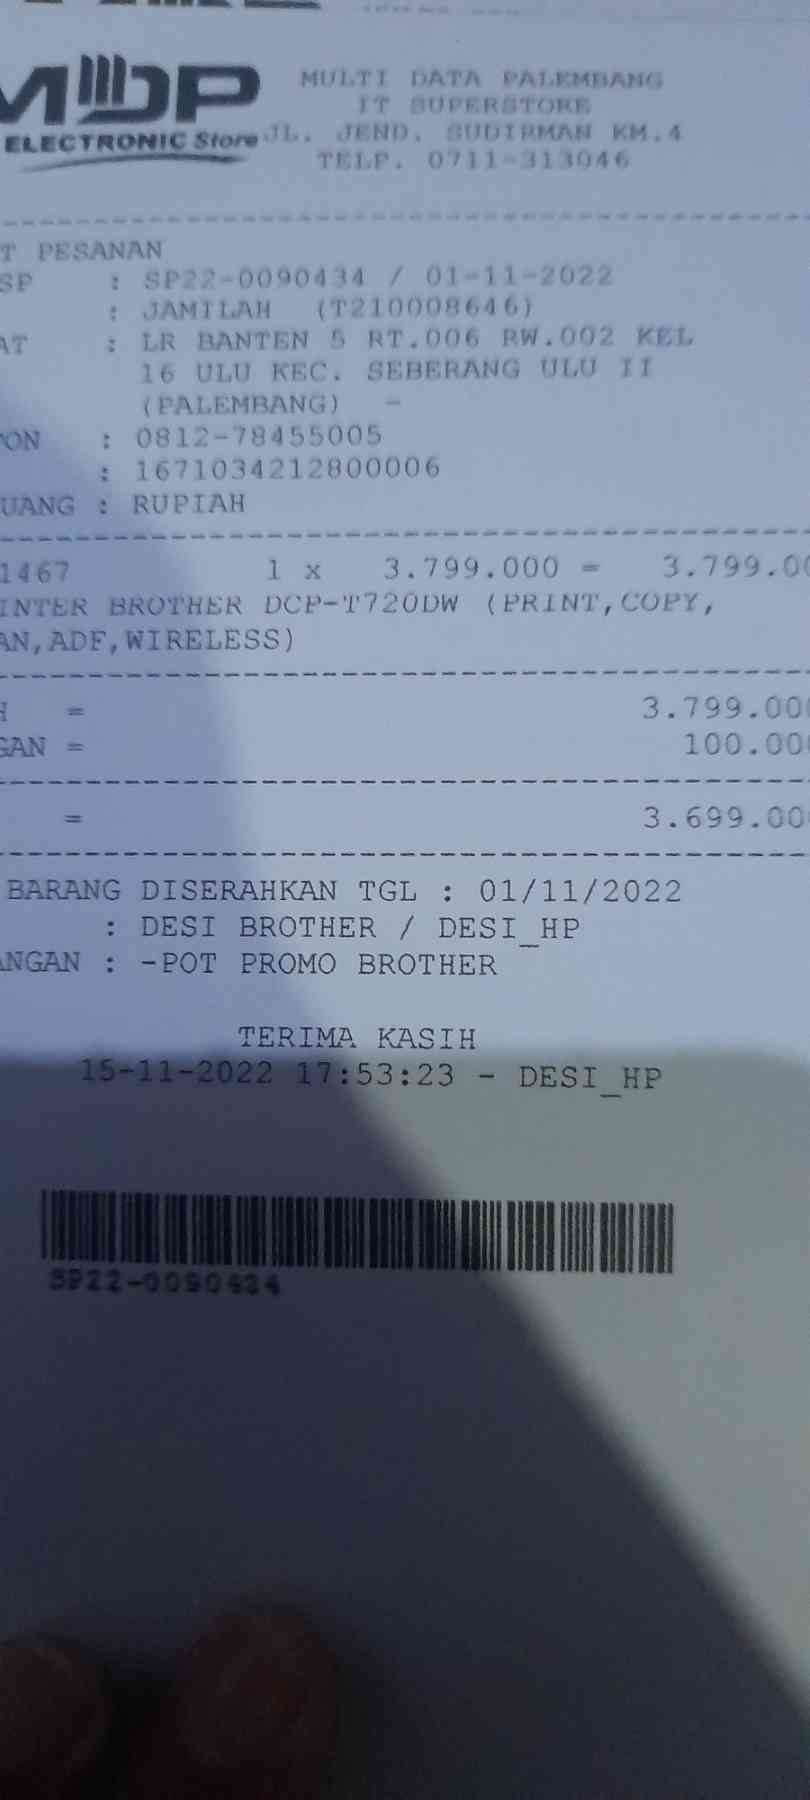 MDP
ELECTRONIC Store
MULTI DATA PALEMBANG
IT SUPERSTORE
JL. JEND. SUDIRMAN KM.4
TELP. 0711-313046
T PESANAN
SP : SP22-0090434 / 01-11-2022
: JAMILAH (T210008646)
AT : LR BANTEN 5 RT.006 RW.002 KEL
16 ULU KEC. SEBERANG ULU II
(PALEMBANG) -
PON : 0812-78455005
: 1671034212800006
UANG : RUPIAH
1467 1 x 3.799.000 = 3.799.00
INTER BROTHER DCP-T720DW (PRINT,COPY,
AN,ADF,WIRELESS)
H = 3.799.000
GAN = 100.000
= 3.699.00
BARANG DISERAHKAN TGL : 01/11/2022
: DESI BROTHER / DESI_HP
ANGAN : -POT PROMO BROTHER
TERIMA KASIH
15-11-2022 17:53:23 - DESI_HP
SP22-0090434